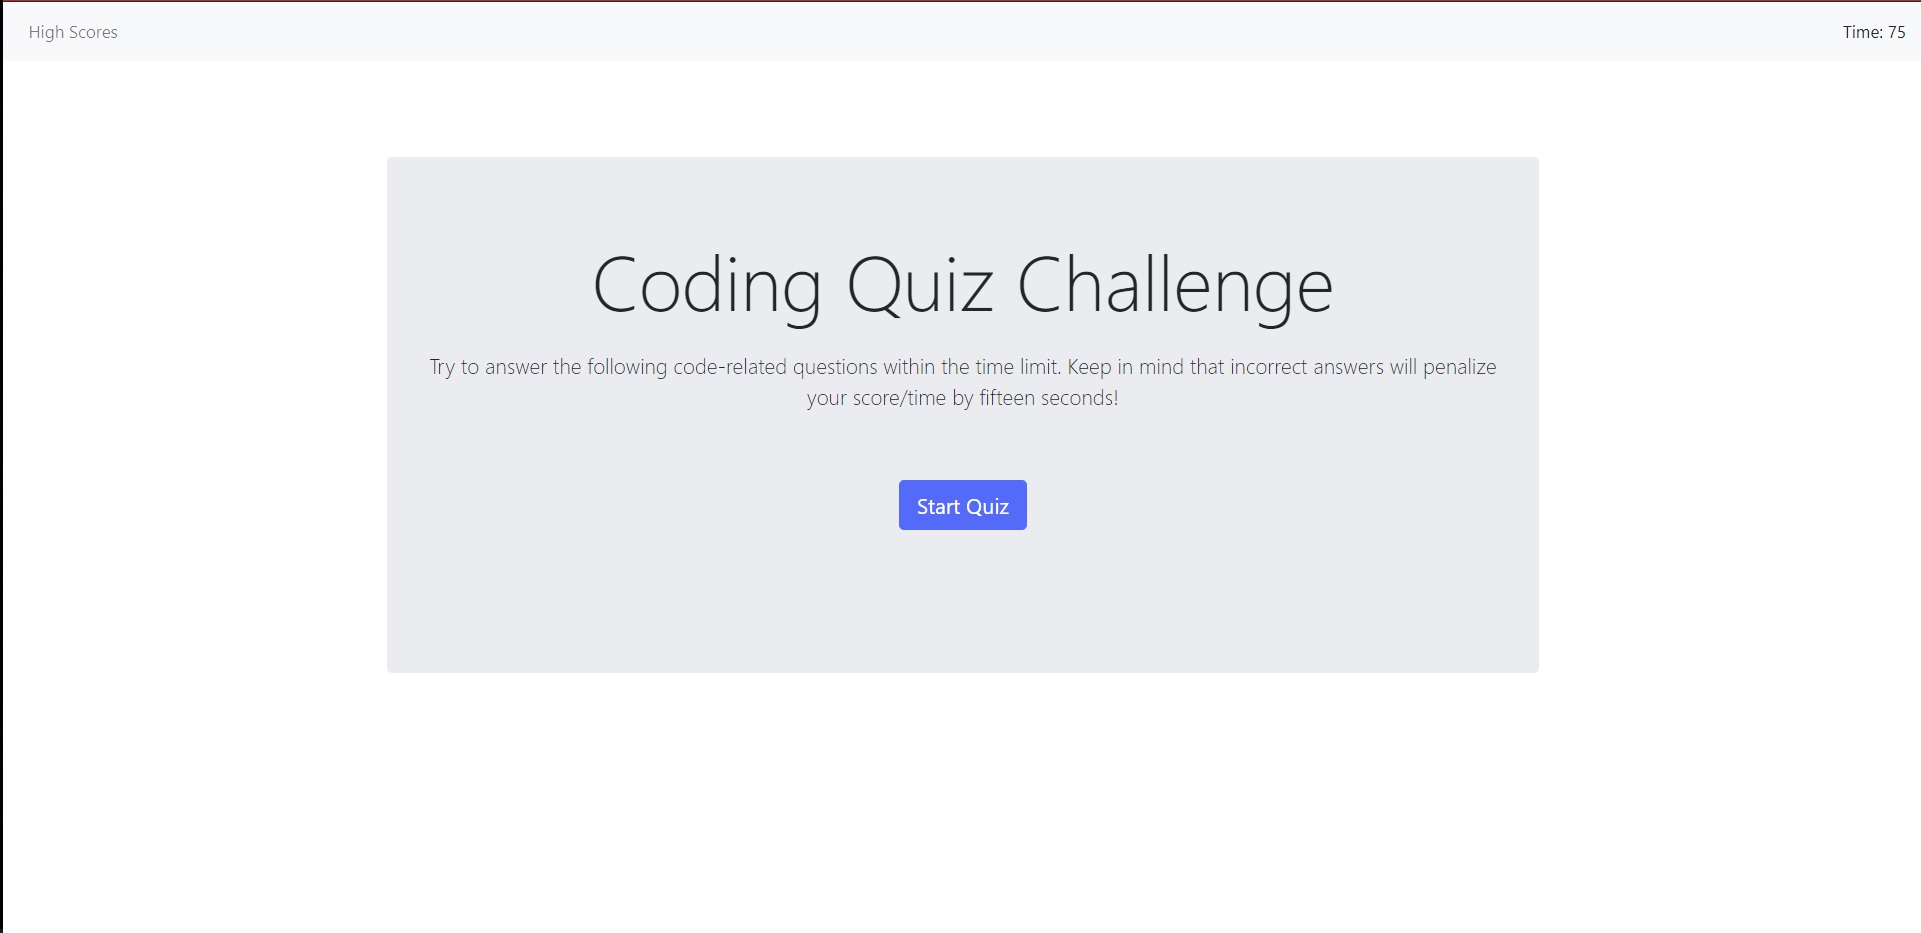 High Scores
Time: 75
Coding Quiz Challenge
Try to answer the following code-related questions within the time limit. Keep in mind that incorrect answers will penalize
your score/time by fifteen seconds!
Start Quiz